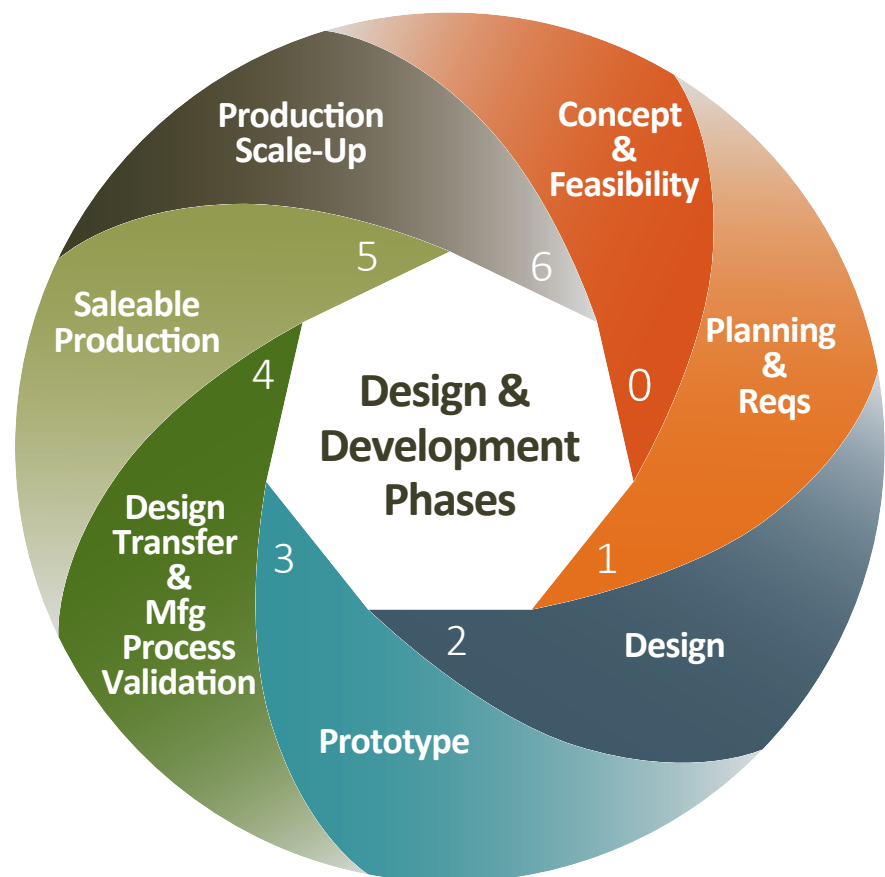 Design &
Development
Phases
0
Concept
&
Feasibility
1
Planning
&
Reqs
2
Design
3
Prototype
4
Design
Transfer
&
Mfg
Process
Validation
5
Saleable
Production
6
Production
Scale-Up